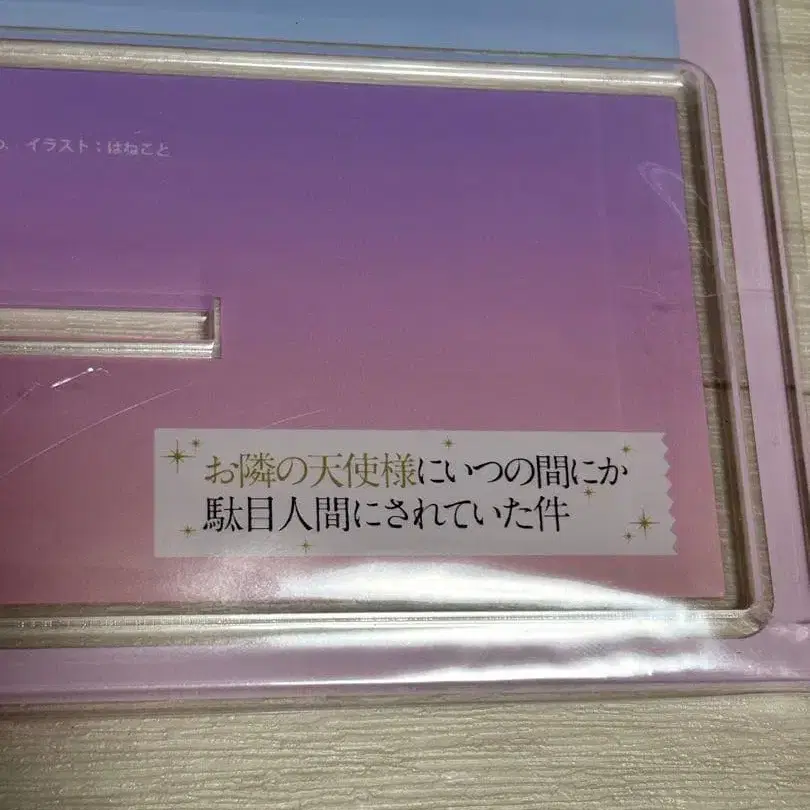 イラスト：はねこと
お隣の天使様にいつの間にか
駄目人間にされていた件